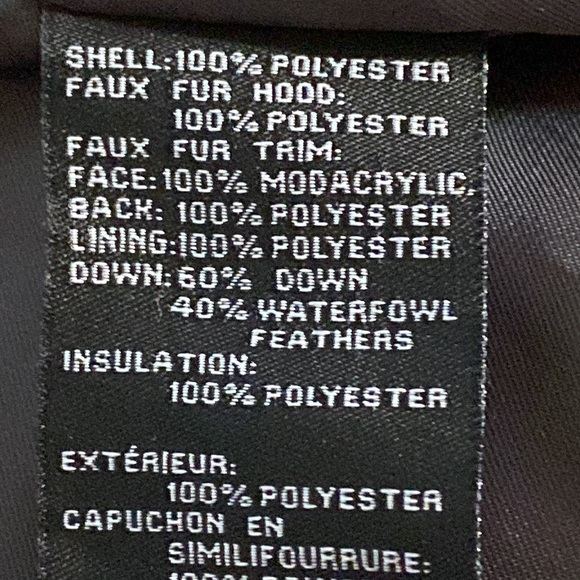 SHELL:100% POLYESTER
FAUX FUR HOOD:
100% POLYESTER
FAUX FUR TRIM:
FACE:100% MODACRYLIC.
BACK: 100% POLYESTER
LINING:100% POLYESTER
DOWN: 60% DOWN
40% WATERFOWL
FEATHERS
INSULATION:
100% POLYESTER
EXTÉRIEUR:
100% POLYESTER
CAPUCHON EN
SIMILIFOURRURE:
100%